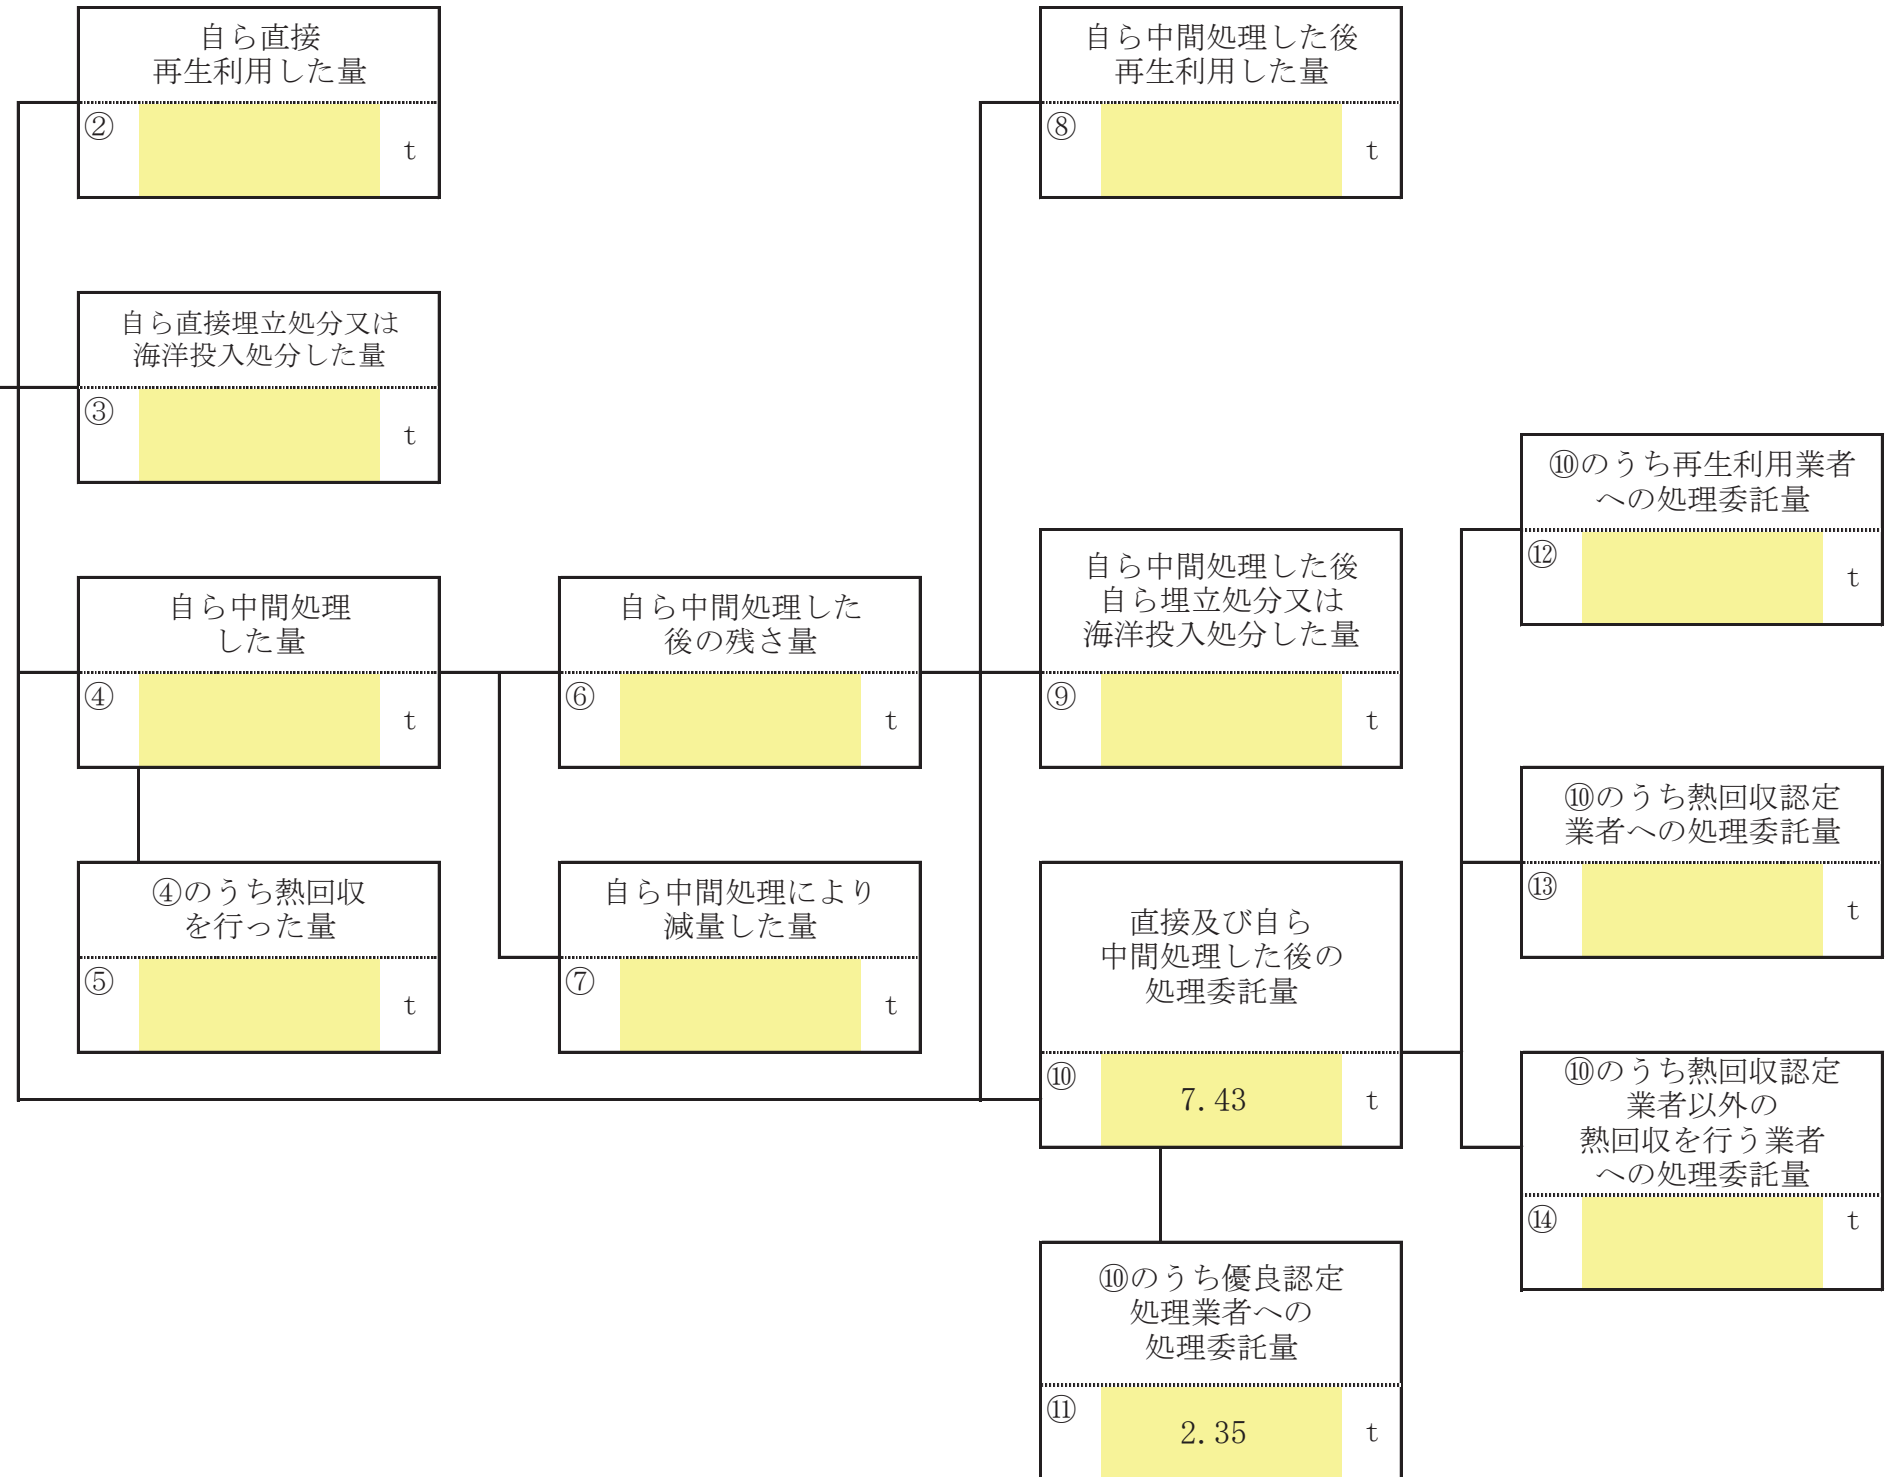 自ら直接
再生利用した量
②
t
自ら直接埋立処分又は
海洋投入処分した量
③
t
自ら中間処理
した量
④
t
④のうち熱回収
を行った量
⑤
t
自ら中間処理した
後の残さ量
⑥
t
自ら中間処理により
減量した量
⑦
t
自ら中間処理した後
再生利用した量
⑧
t
自ら中間処理した後
自ら埋立処分又は
海洋投入処分した量
⑨
t
直接及び自ら
中間処理した後の
処理委託量
⑩ 7.43 t
⑩のうち優良認定
処理業者への
処理委託量
⑪ 2.35 t
⑩のうち再生利用業者
への処理委託量
⑫
t
⑩のうち熱回収認定
業者への処理委託量
⑬
t
⑩のうち熱回収認定
業者以外の
熱回収を行う業者
への処理委託量
⑭
t